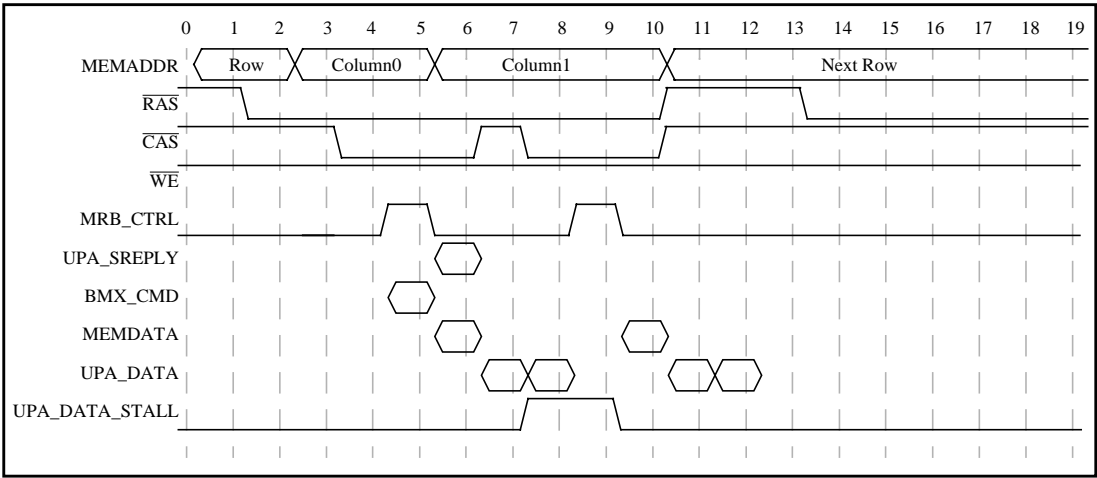 0 1 2 3 4 5 6 7 8 9 10 11 12 13 14 15 16 17 18 19
MEMADDR Row Column0 Column1 Next Row
RAS
CAS
WE
MRB_CTRL
UPA_SREPLY
BMX_CMD
MEMDATA
UPA_DATA
UPA_DATA_STALL